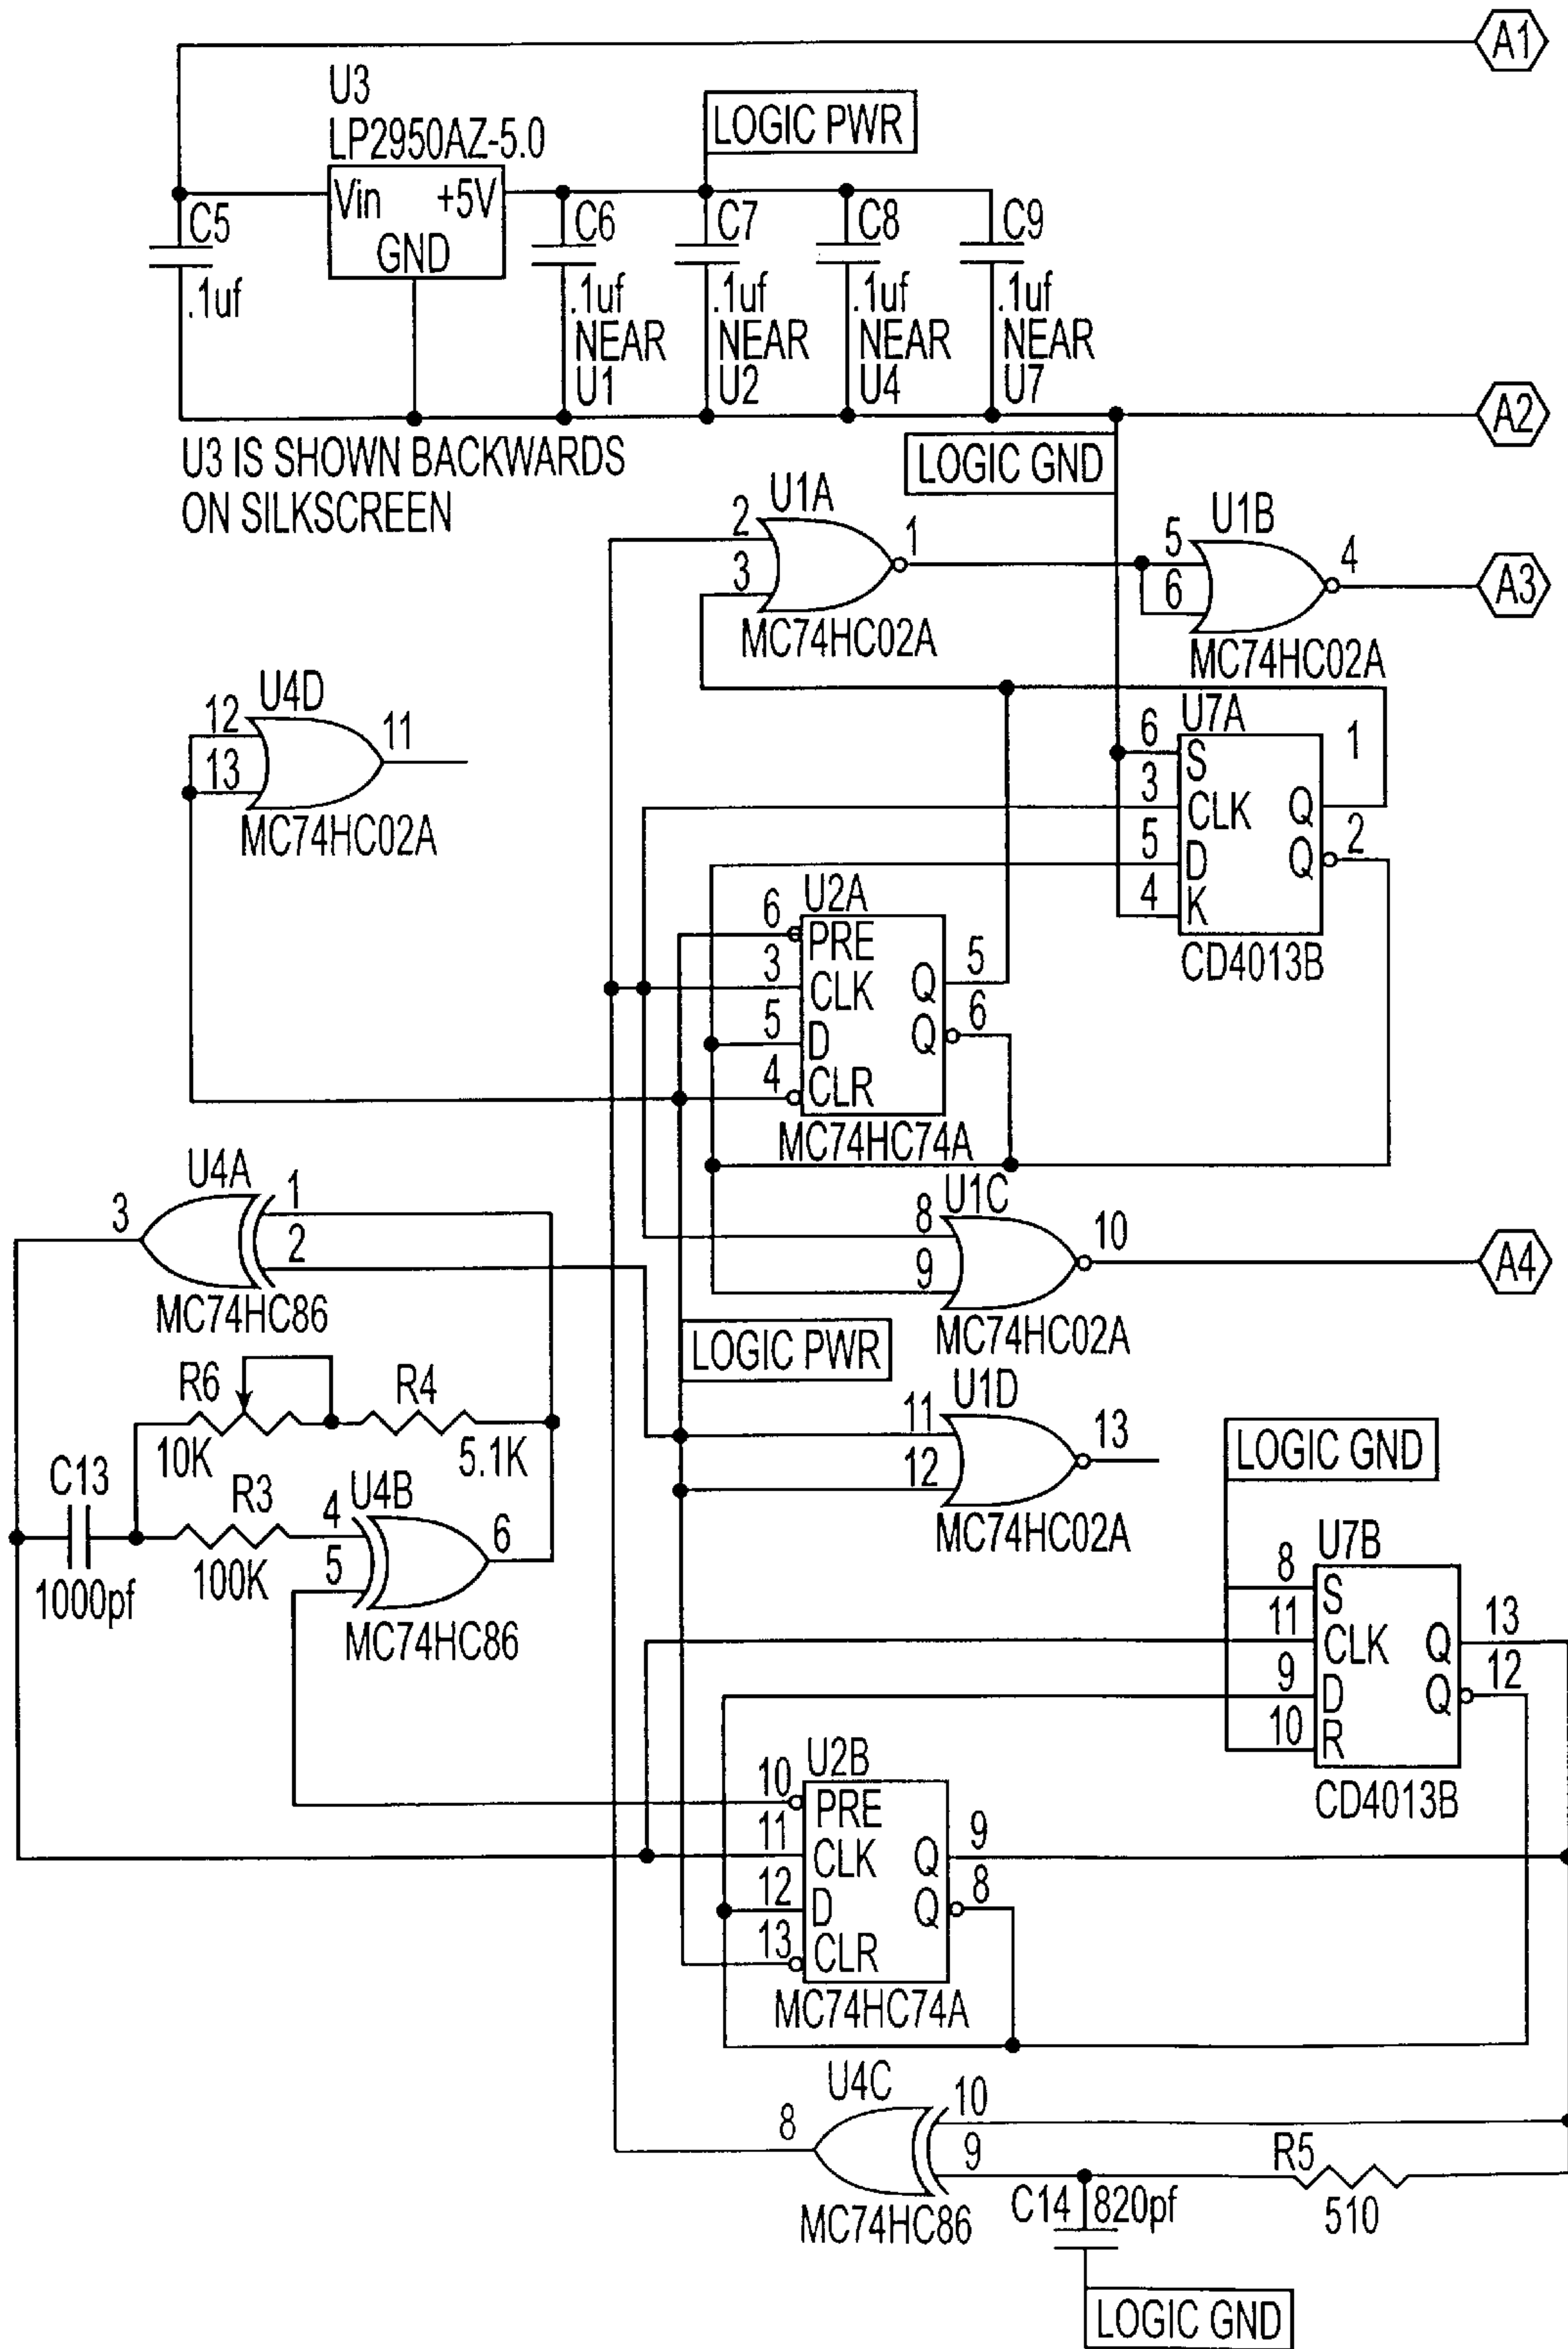 A1
U3
LP2950AZ-5.0
LOGIC PWR
Vin +5V
GND
C5
.1uf
C6
.1uf
NEAR
U1
C7
.1uf
NEAR
U2
C8
.1uf
NEAR
U4
C9
.1uf
NEAR
U7
A2
U3 IS SHOWN BACKWARDS
ON SILKSCREEN
LOGIC GND
U1A
2
3
1
MC74HC02A
U1B
5
6
4
MC74HC02A
A3
U4D
12
13
11
MC74HC02A
U7A
6 S
3 CLK Q 1
5 D Q 2
4 K
CD4013B
U2A
6 PRE
3 CLK Q 5
5 D Q 6
4 CLR
MC74HC74A
U4A
3
1
2
MC74HC86
U1C
8
9
10
MC74HC02A
A4
LOGIC PWR
U1D
11
12
13
MC74HC02A
R6
10K
R4
5.1K
C13
1000pf
R3
100K
U4B
4
5
6
MC74HC86
LOGIC GND
U7B
8 S
11 CLK Q 13
9 D Q 12
10 R
CD4013B
U2B
10 PRE
11 CLK Q 9
12 D Q 8
13 CLR
MC74HC74A
U4C
8
10
9
MC74HC86
R5
510
C14 820pf
LOGIC GND